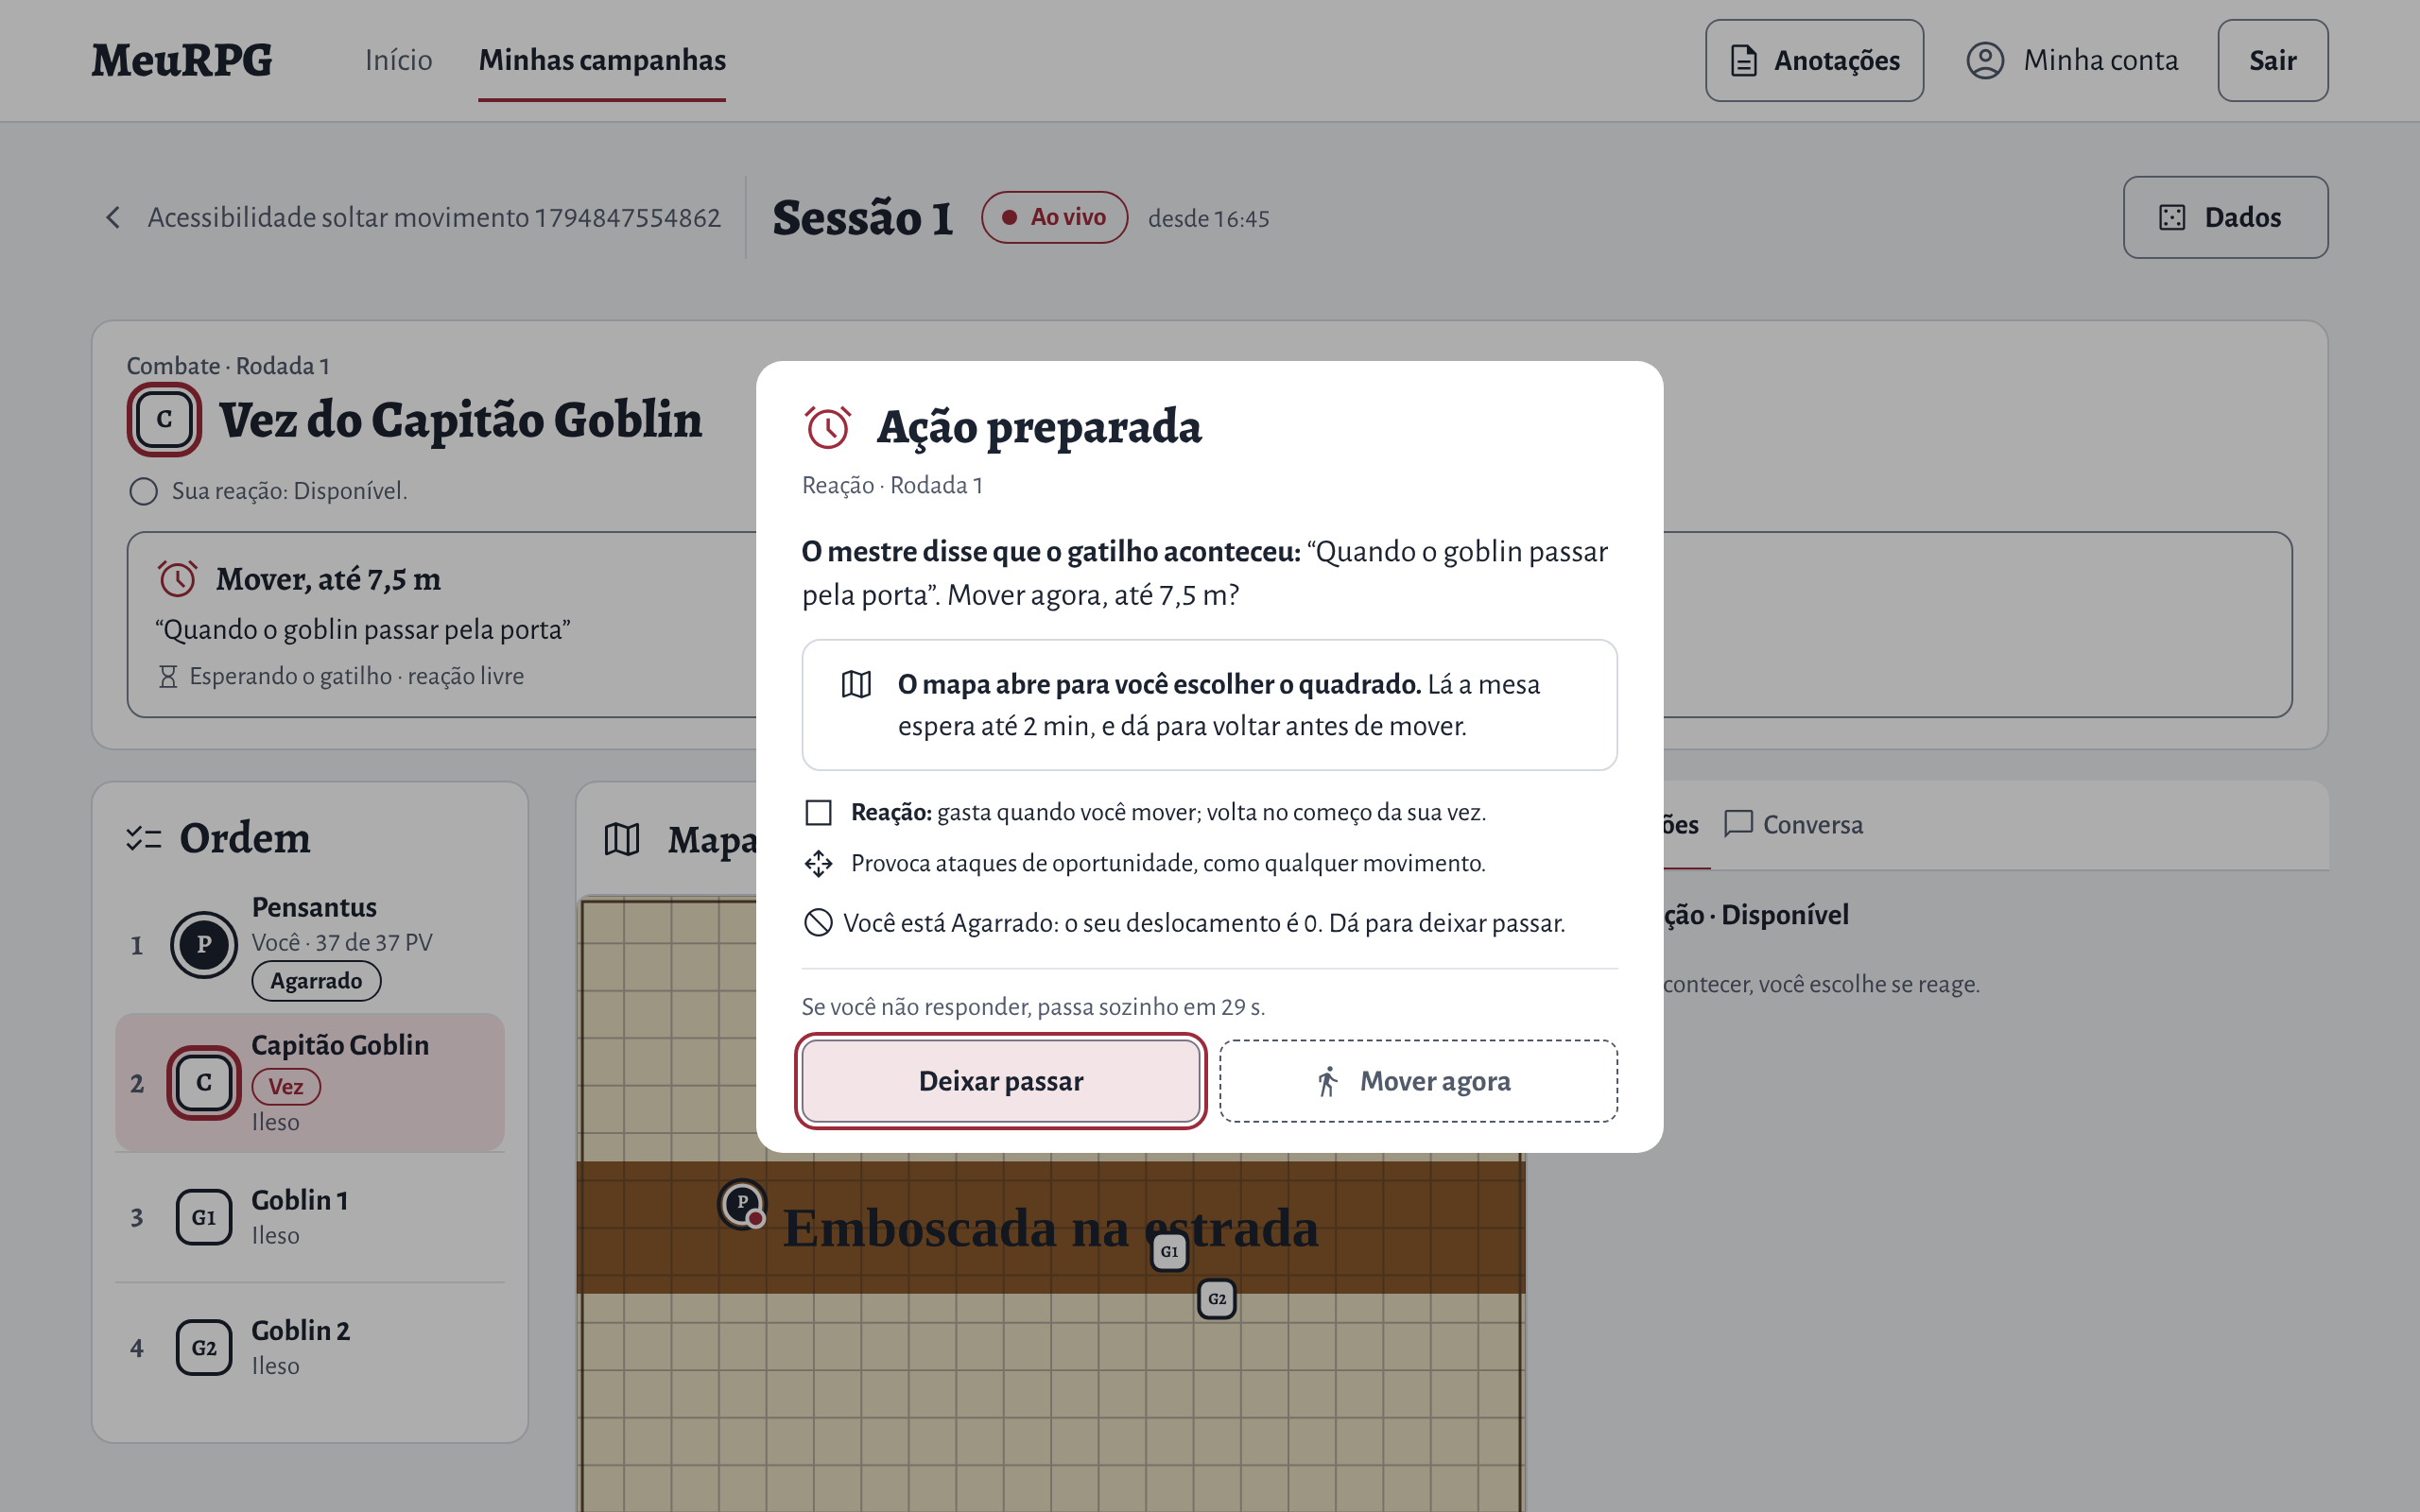 MeuRPG
Início
Minhas campanhas
Anotações
Minha conta
Sair
Acessibilidade soltar movimento 1794847554862
Sessão 1
Ao vivo
desde 16:45
Dados
Combate · Rodada 1
C
Vez do Capitão Goblin
Sua reação: Disponível.
Mover, até 7,5 m
“Quando o goblin passar pela porta”
Esperando o gatilho · reação livre
Ordem
1
P
Pensantus
Você · 37 de 37 PV
Agarrado
2
C
Capitão Goblin
Vez
Ileso
3
G1
Goblin 1
Ileso
4
G2
Goblin 2
Ileso
Mapa
P
Emboscada na estrada
G1
G2
Ação preparada
Reação · Rodada 1
O mestre disse que o gatilho aconteceu: “Quando o goblin passar
pela porta”. Mover agora, até 7,5 m?
O mapa abre para você escolher o quadrado. Lá a mesa
espera até 2 min, e dá para voltar antes de mover.
Reação: gasta quando você mover; volta no começo da sua vez.
Provoca ataques de oportunidade, como qualquer movimento.
Você está Agarrado: o seu deslocamento é 0. Dá para deixar passar.
Se você não responder, passa sozinho em 29 s.
Deixar passar
Mover agora
ões
Conversa
ção · Disponível
contecer, você escolhe se reage.